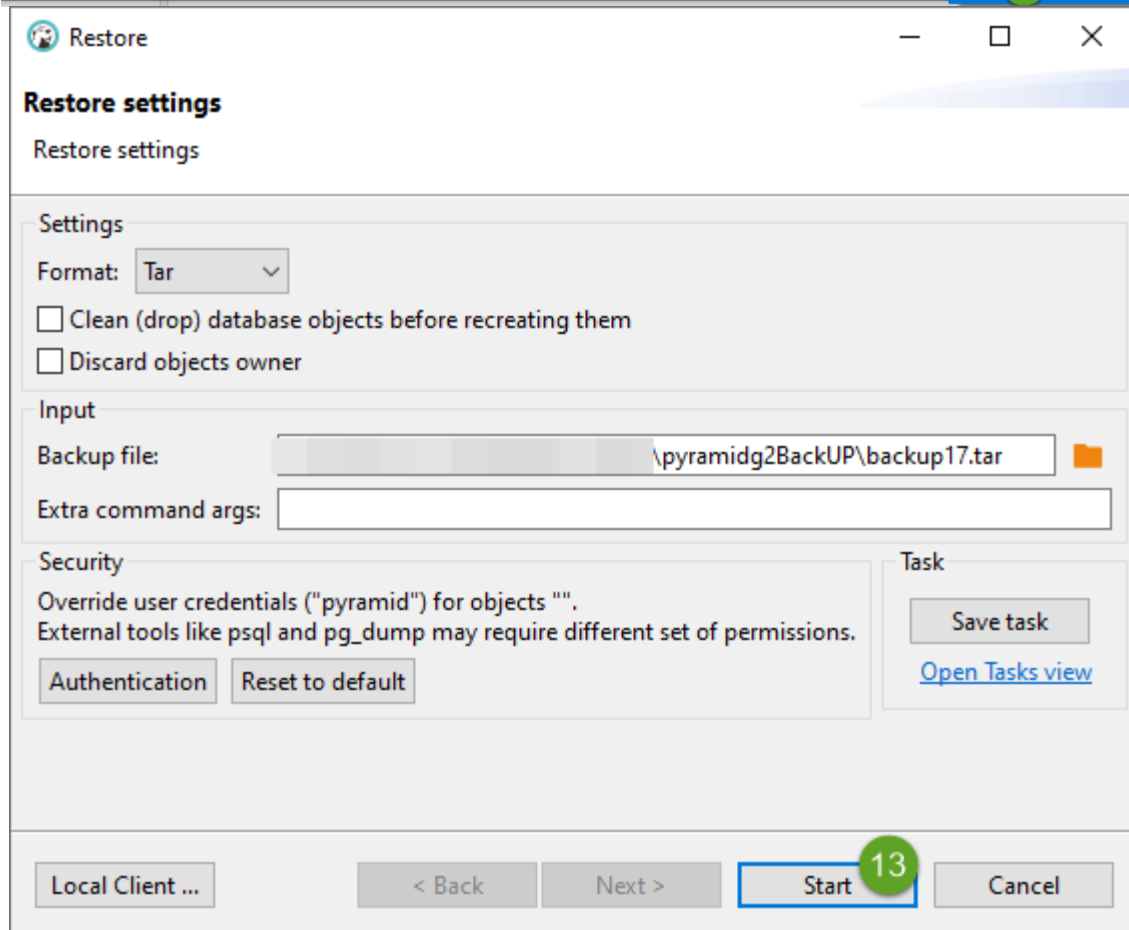 Restore
Restore settings
Restore settings
Settings
Format: Tar
Clean (drop) database objects before recreating them
Discard objects owner
Input
Backup file: \pyramidg2BackUP\backup17.tar
Extra command args:
Security
Override user credentials ("pyramid") for objects "".
External tools like psql and pg_dump may require different set of permissions.
Authentication Reset to default
Task
Save task
Open Tasks view
Local Client ... < Back Next > Start 13 Cancel